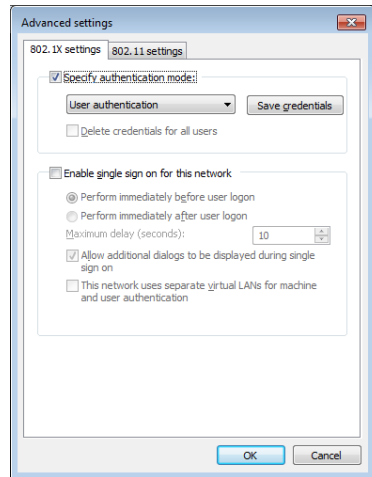 Advanced settings
802.1X settings
802.11 settings
Specify authentication mode:
User authentication
Save credentials
Delete credentials for all users
Enable single sign on for this network
Perform immediately before user logon
Perform immediately after user logon
Maximum delay (seconds):
10
Allow additional dialogs to be displayed during single
sign on
This network uses separate virtual LANs for machine
and user authentication
OK
Cancel